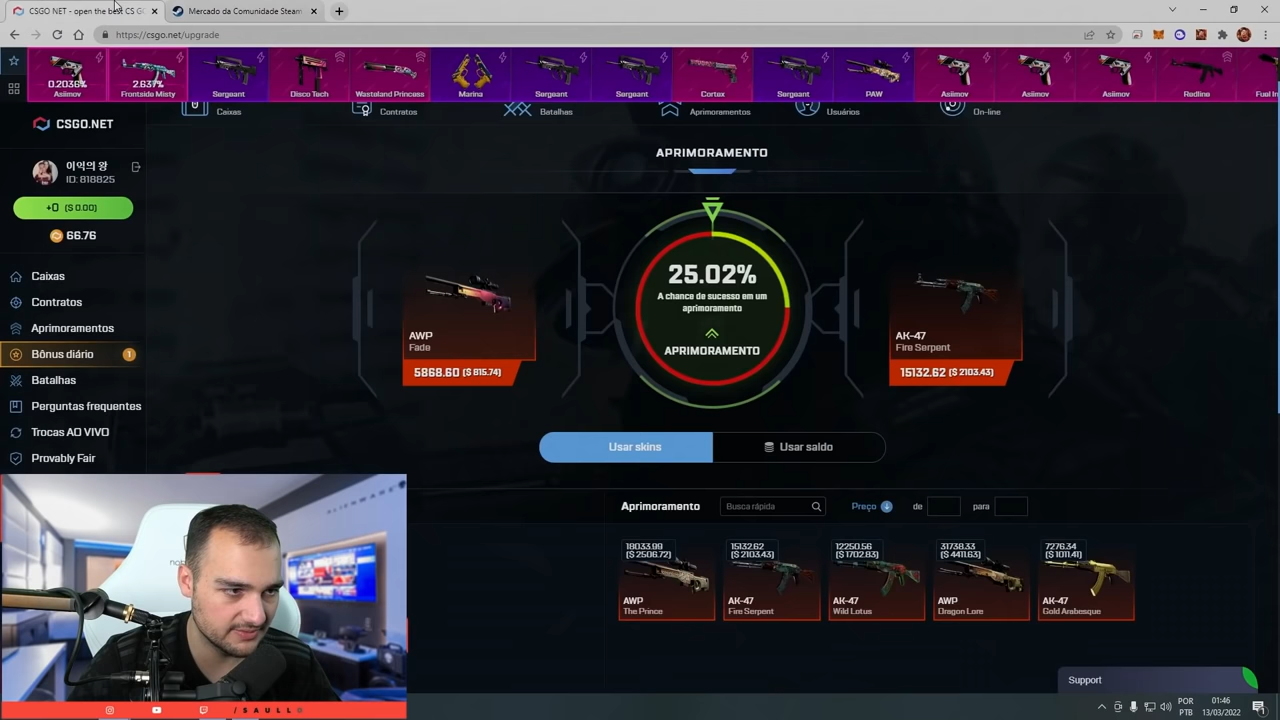 CSGO NET - open the best CS GO
Mercado da Comunidade Steam
https://csgo.net/upgrade
0.2036%
Asiimov
2.637%
Frontside Misty
Sergeant
Disco Tech
Wasteland Princess
Marina
Sergeant
Sergeant
Cortex
Sergeant
PAW
Asiimov
Asiimov
Asiimov
Redline
Fuel In
CSGO.NET
Caixas
Contratos
Batalhas
Aprimoramentos
Usuários
On-line
이억의 왕
ID: 818825
+0 ($ 0.00)
66.76
Caixas
Contratos
Aprimoramentos
Bônus diário
1
Batalhas
Perguntas frequentes
Trocas AO VIVO
Provably Fair
APRIMORAMENTO
AWP
Fade
5868.60 ($ 815.74)
25.02%
A chance de sucesso em um
aprimoramento
APRIMORAMENTO
AK-47
Fire Serpent
15132.62 ($ 2103.43)
Usar skins
Usar saldo
Aprimoramento
Busca rápida
Preço
de
para
18033.99
($ 2506.72)
AWP
The Prince
15132.62
($ 2103.43)
AK-47
Fire Serpent
12250.56
($ 1702.83)
AK-47
Wild Lotus
31738.33
($ 4411.63)
AWP
Dragon Lore
7276.34
($ 1011.41)
AK-47
Gold Arabesque
Support
ALIENWARE
/SAULLO
POR
PTB
01:46
13/03/2022